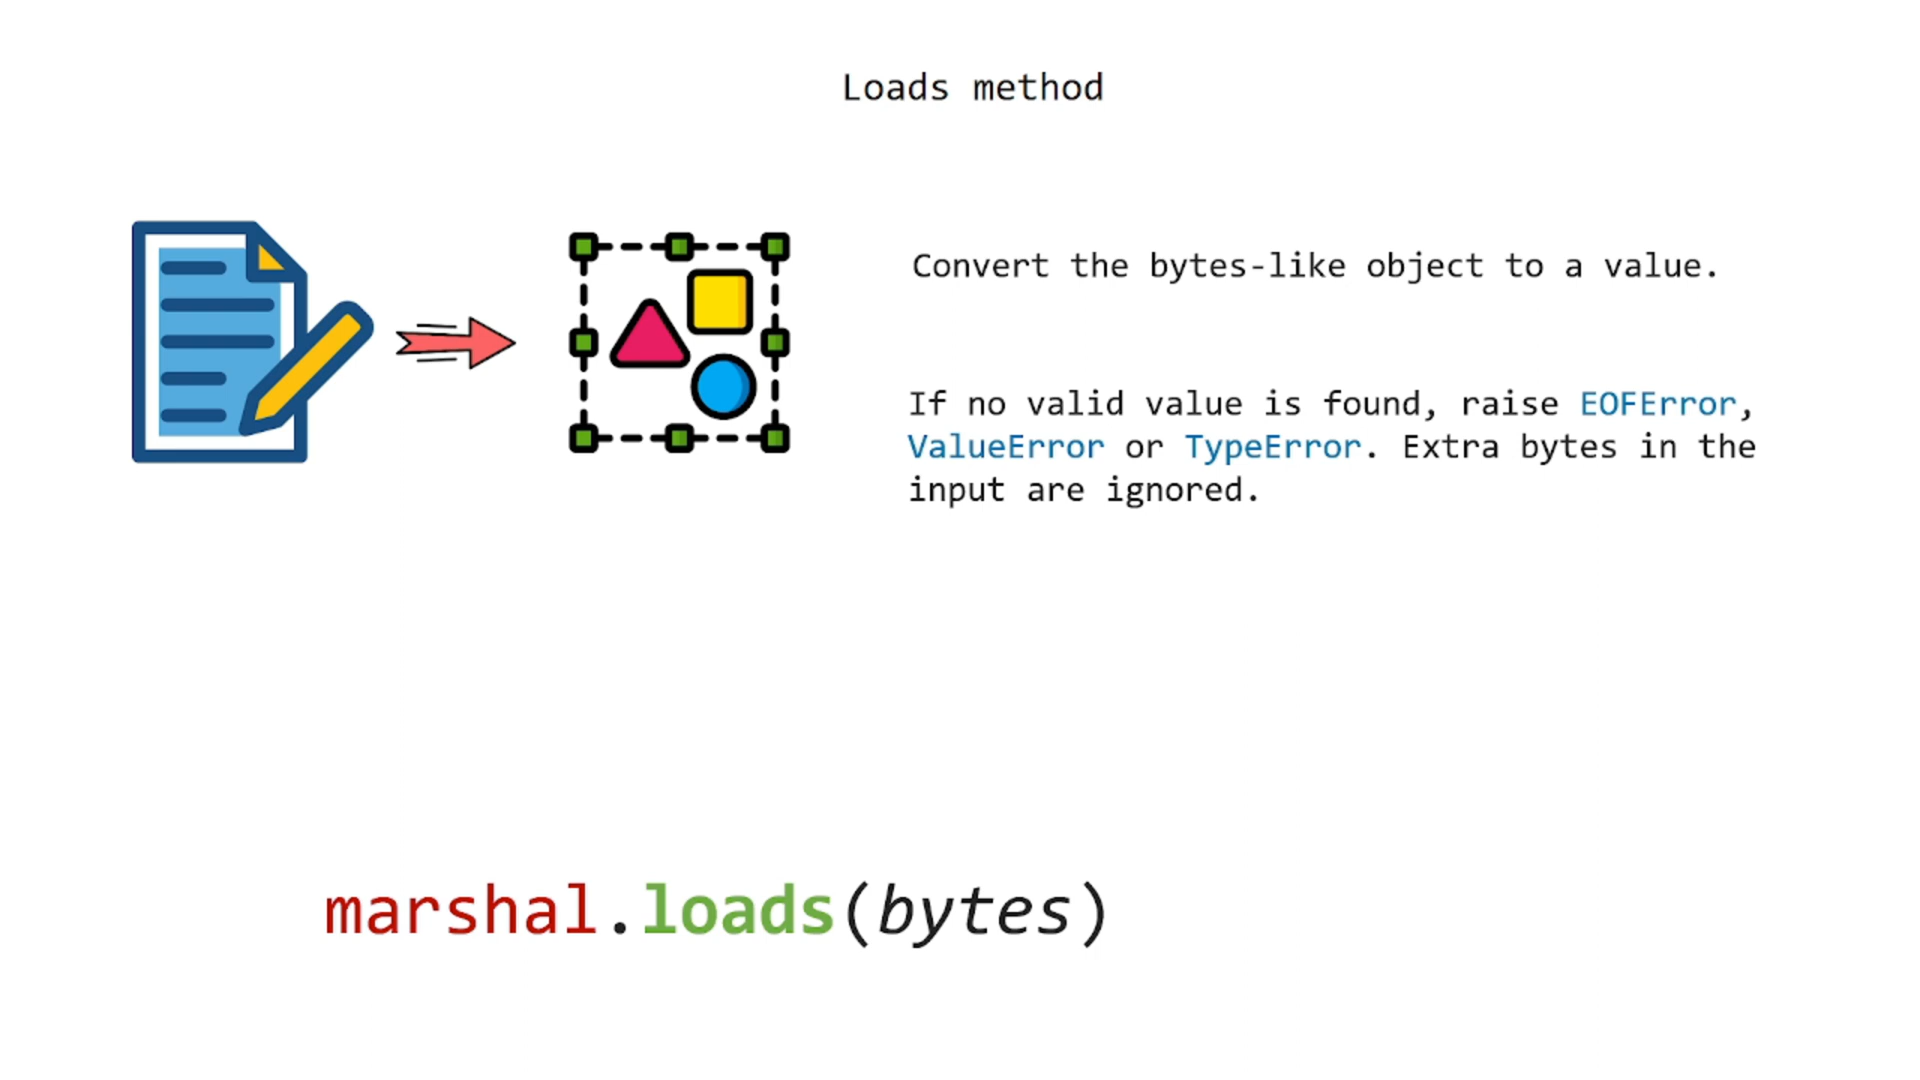 Loads method
Convert the bytes-like object to a value.
If no valid value is found, raise EOFError,
ValueError or TypeError. Extra bytes in the
input are ignored.
marshal.loads(bytes)